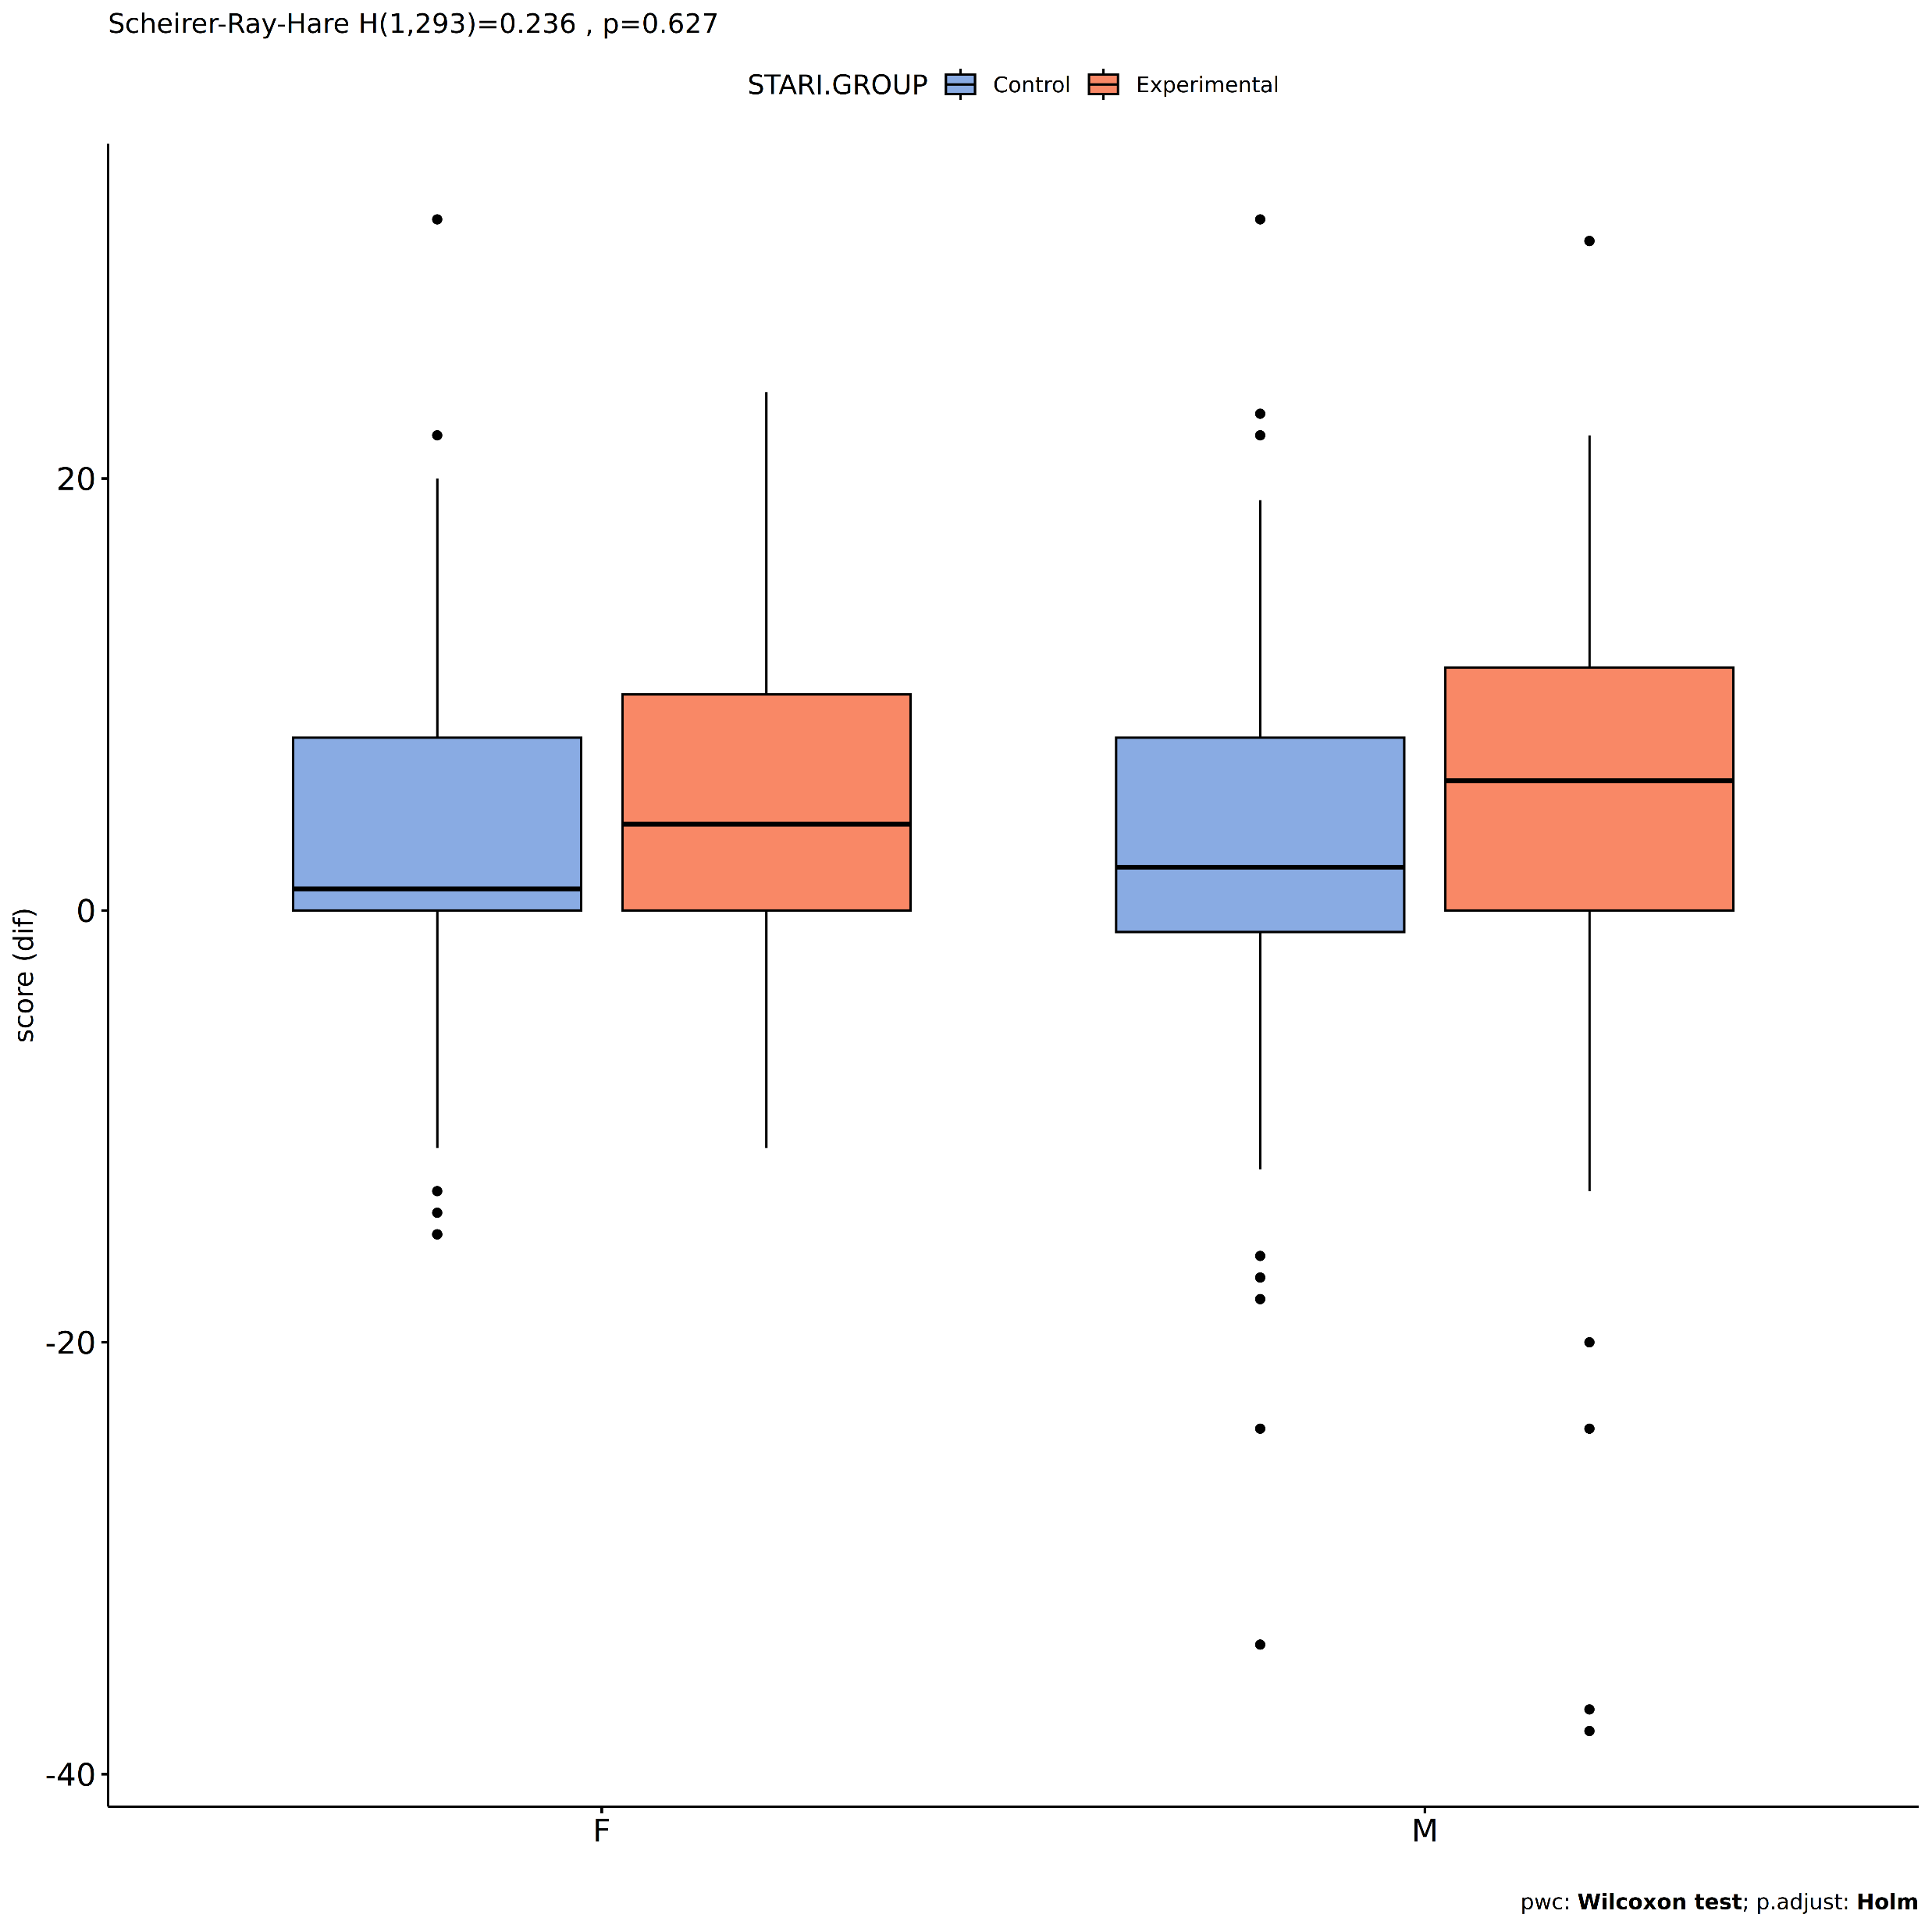 Scheirer-Ray-Hare H(1,293)=0.236 , p=0.627
STARI.GROUP Control Experimental
score (dif)
20
0
-20
-40
F M
pwc: Wilcoxon test; p.adjust: Holm